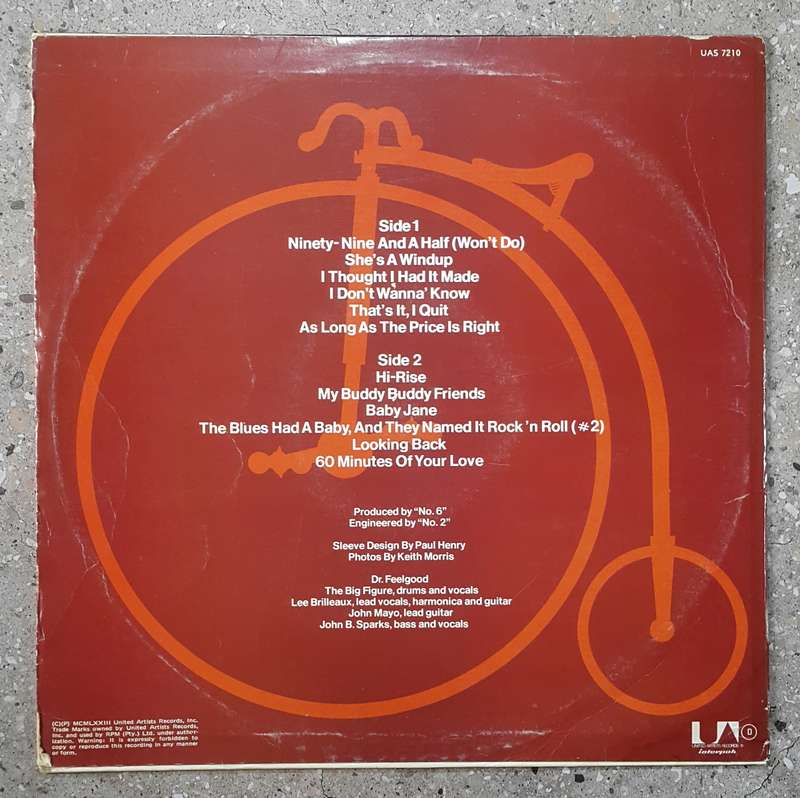 UAS 7210
Side 1
Ninety-Nine And A Half (Won't Do)
She's A Windup
I Thought I Had It Made
I Don't Wanna' Know
That's It, I Quit
As Long As The Price Is Right
Side 2
Hi-Rise
My Buddy Buddy Friends
Baby Jane
The Blues Had A Baby, And They Named It Rock 'n Roll (#2)
Looking Back
60 Minutes Of Your Love
Produced by "No. 6"
Engineered by "No. 2"
Sleeve Design By Paul Henry
Photos By Keith Morris
Dr. Feelgood
The Big Figure, drums and vocals
Lee Brilleaux, lead vocals, harmonica and guitar
John Mayo, lead guitar
John B. Sparks, bass and vocals
(C)(P) MCMLXXIII United Artists Records, Inc.
Trade Marks owned by United Artists Records,
Inc. and used by RPM (Pty.) Ltd. under author-
ization. Warning: It is expressly forbidden to
copy or reproduce this recording in any manner
or form.
UA
D
UNITED ARTISTS RECORDS ®
interpak